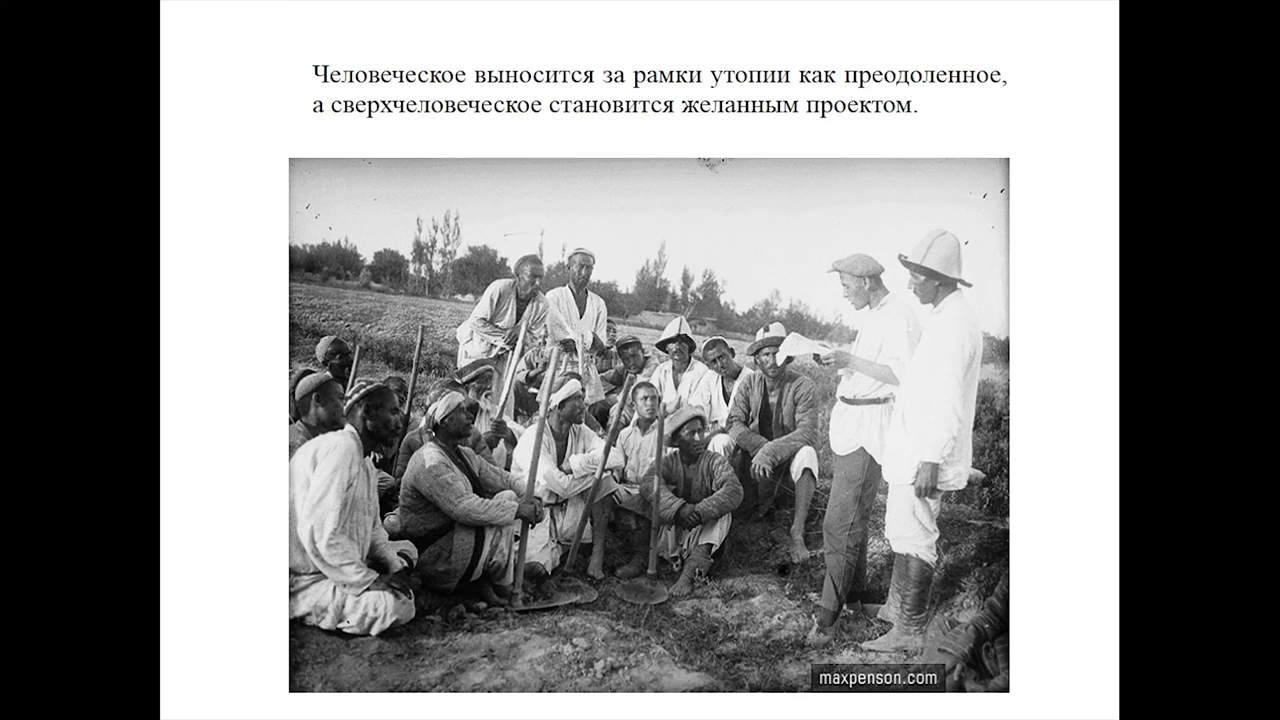 Человеческое выносится за рамки утопии как преодоленное,
а сверхчеловеческое становится желанным проектом.
maxpenson.com